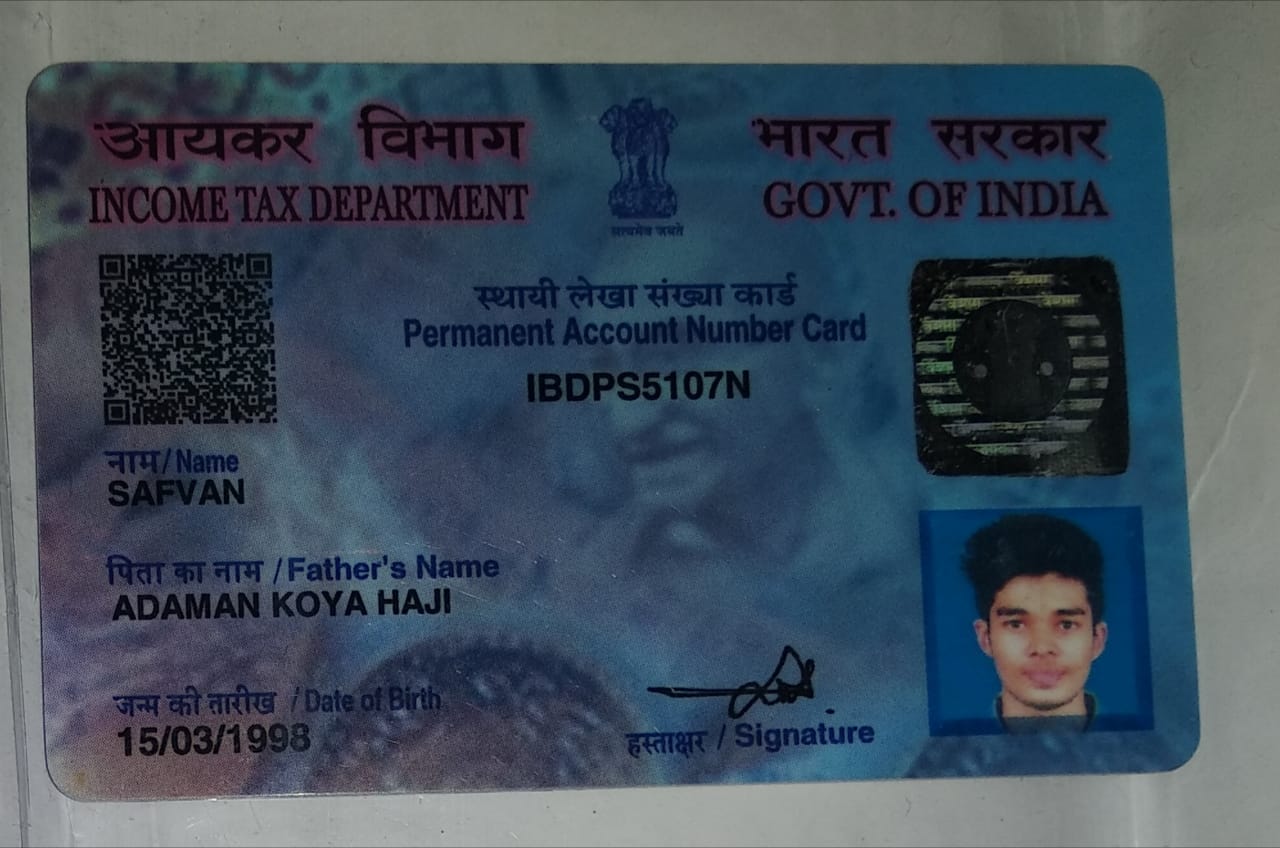 आयकर विभाग
INCOME TAX DEPARTMENT
सत्यमेव जयते
भारत सरकार
GOVT. OF INDIA
स्थायी लेखा संख्या कार्ड
Permanent Account Number Card
IBDPS5107N
नाम / Name
SAFVAN
पिता का नाम / Father's Name
ADAMAN KOYA HAJI
जन्म की तारीख / Date of Birth
15/03/1998
हस्ताक्षर / Signature